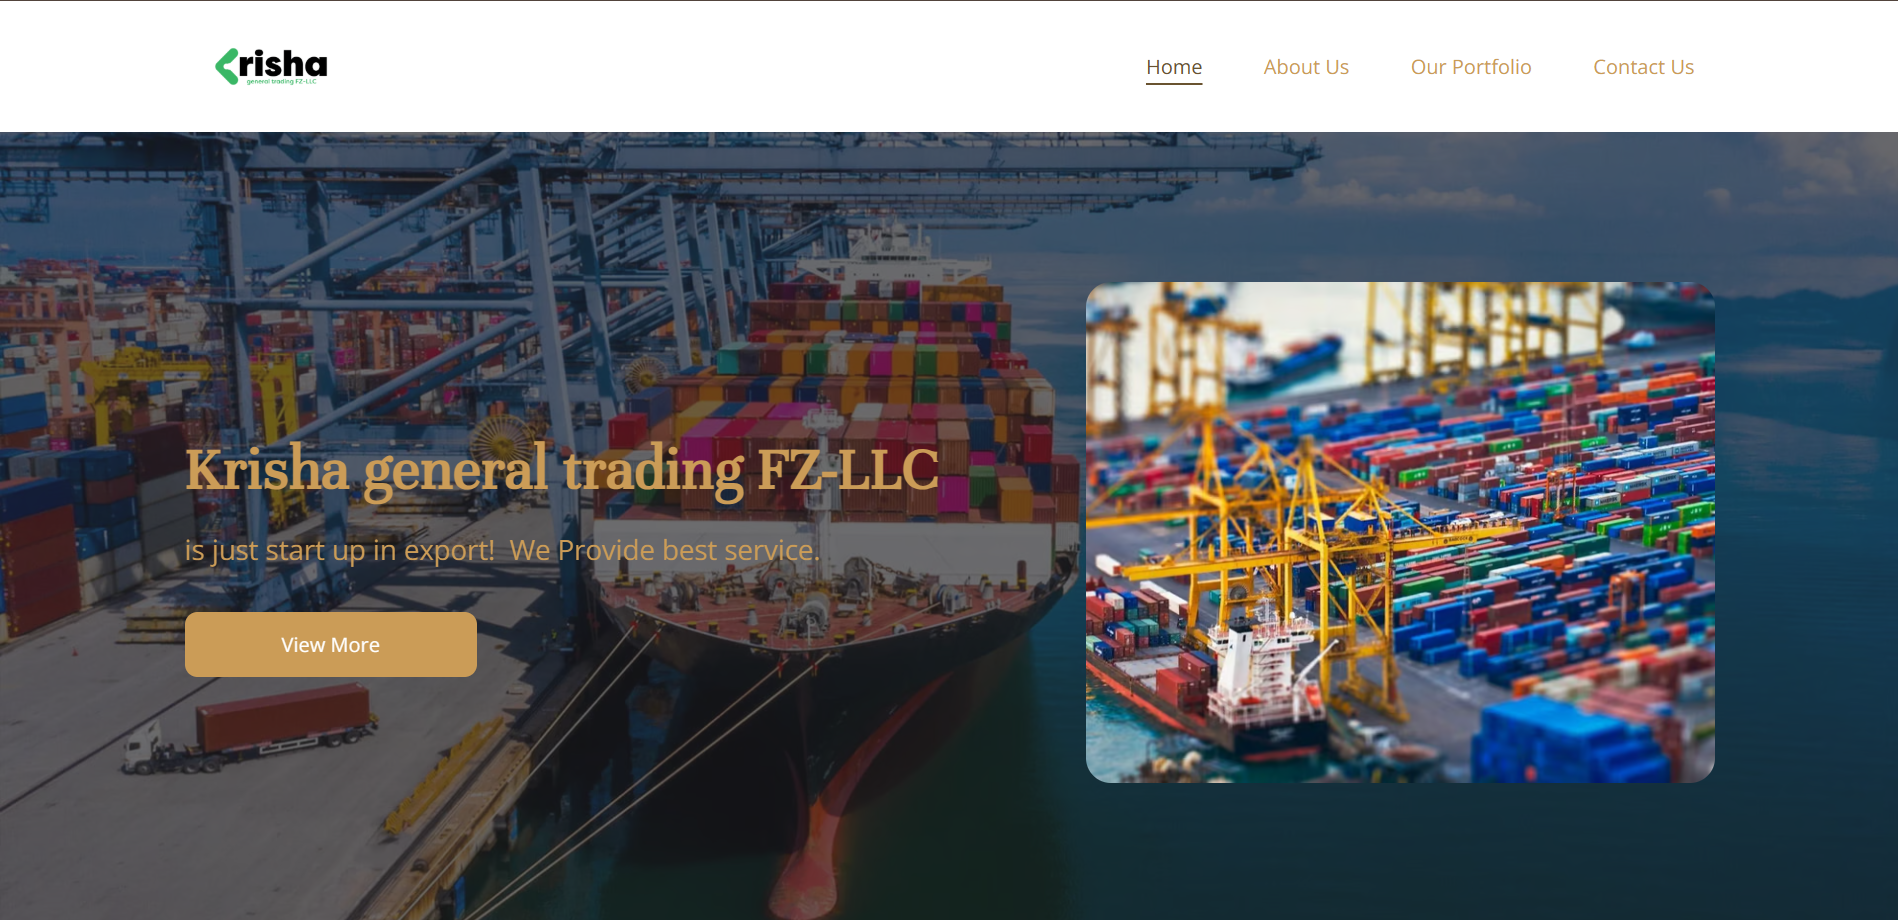 Krisha
general trading FZ-LLC
Home About Us Our Portfolio Contact Us
Krisha general trading FZ-LLC
is just start up in export!  We Provide best service.
View More